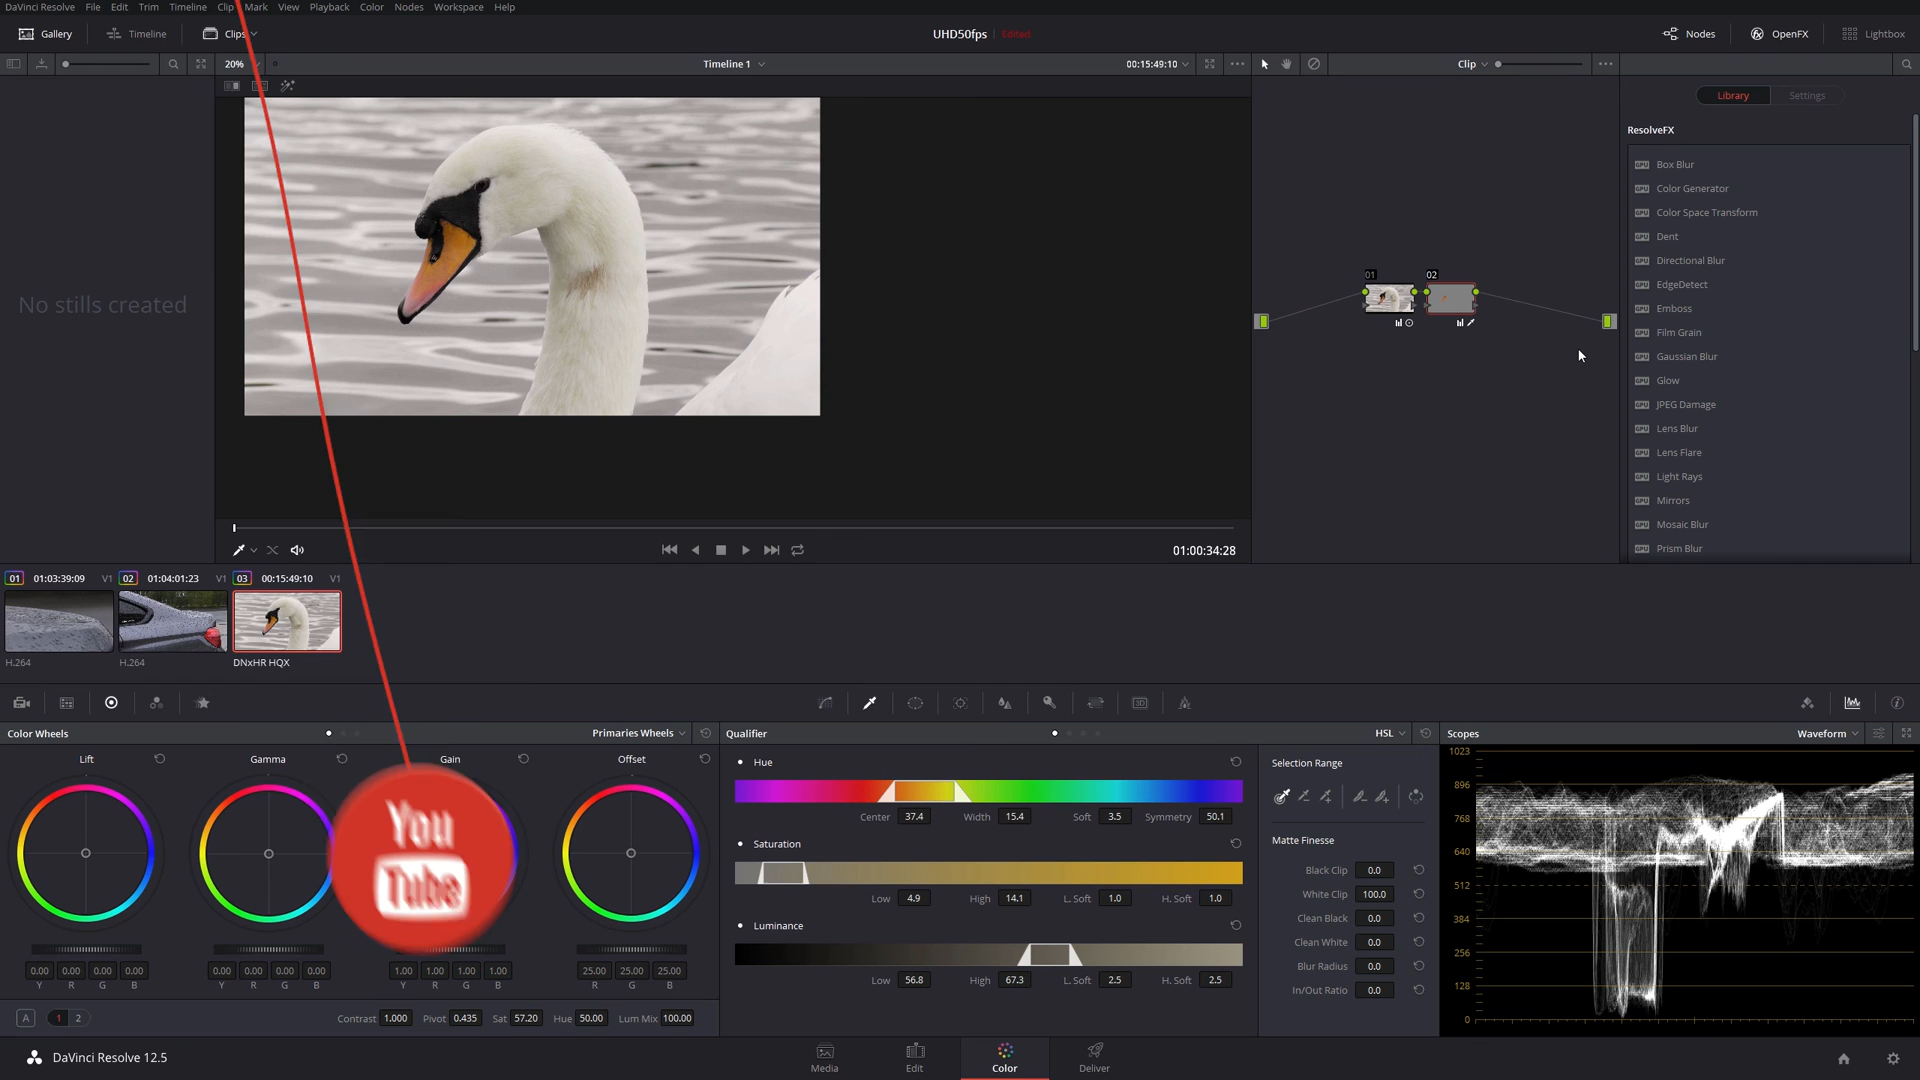 DaVinci Resolve File Edit Trim Timeline Clip Mark View Playback Color Nodes Workspace Help
Gallery Timeline Clips UHD50fps Edited Nodes OpenFX Lightbox
20% Timeline 1 00:15:49:10 Clip
Library Settings
ResolveFX
Box Blur
Color Generator
Color Space Transform
Dent
Directional Blur
EdgeDetect
Emboss
Film Grain
Gaussian Blur
Glow
JPEG Damage
Lens Blur
Lens Flare
Light Rays
Mirrors
Mosaic Blur
Prism Blur
No stills created
01 02
01:00:34:28
01 01:03:39:09 V1 02 01:04:01:23 V1 03 00:15:49:10 V1
H.264 H.264 DNxHR HQX
Color Wheels Primaries Wheels
Lift Gamma Gain Offset
You
Tube
0.00 0.00 0.00 0.00 0.00 0.00 0.00 0.00 1.00 1.00 1.00 1.00 25.00 25.00 25.00
Y R G B Y R G B Y R G B R G B
A 1 2 Contrast 1.000 Pivot 0.435 Sat 57.20 Hue 50.00 Lum Mix 100.00
Qualifier HSL
Hue
Center 37.4 Width 15.4 Soft 3.5 Symmetry 50.1
Saturation
Low 4.9 High 14.1 L. Soft 1.0 H. Soft 1.0
Luminance
Low 56.8 High 67.3 L. Soft 2.5 H. Soft 2.5
Selection Range
Matte Finesse
Black Clip 0.0
White Clip 100.0
Clean Black 0.0
Clean White 0.0
Blur Radius 0.0
In/Out Ratio 0.0
Scopes Waveform
1023
896
768
640
512
384
256
128
0
DaVinci Resolve 12.5 Media Edit Color Deliver